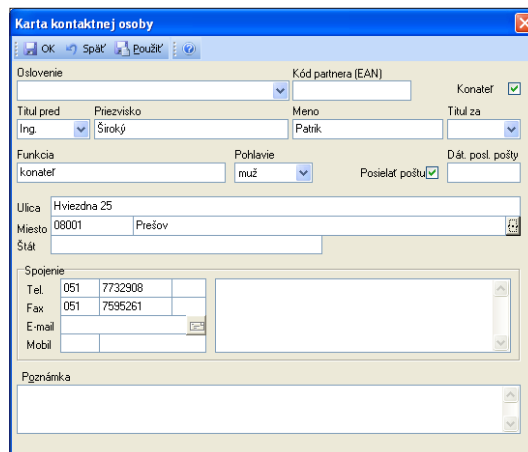 Karta kontaktnej osoby
OK Späť Použiť
Oslovenie Kód partnera (EAN)
Konateľ
Titul pred Priezvisko Meno Titul za
Ing. Široký Patrik
Funkcia Pohlavie Dát. posl. pošty
konateľ muž Posielať poštu
Ulica Hviezdna 25
Miesto 08001 Prešov
Štát
Spojenie
Tel. 051 7732908
Fax 051 7595261
E-mail
Mobil
Poznámka